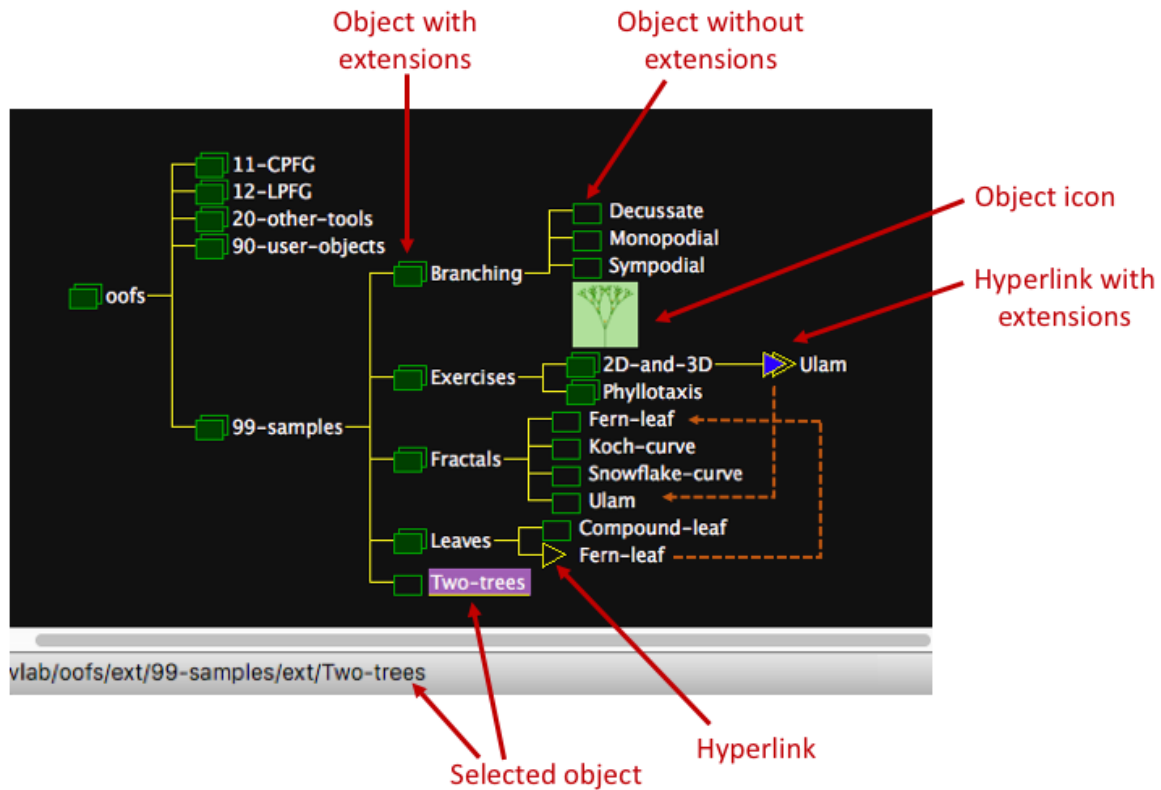 Object with
extensions
Object without
extensions
Object icon
Hyperlink with
extensions
11-CPFG
12-LPFG
20-other-tools
90-user-objects
oofs
99-samples
Branching
Decussate
Monopodial
Sympodial
Exercises
2D-and-3D
Ulam
Phyllotaxis
Fractals
Fern-leaf
Koch-curve
Snowflake-curve
Ulam
Leaves
Compound-leaf
Fern-leaf
Two-trees
vlab/oofs/ext/99-samples/ext/Two-trees
Hyperlink
Selected object